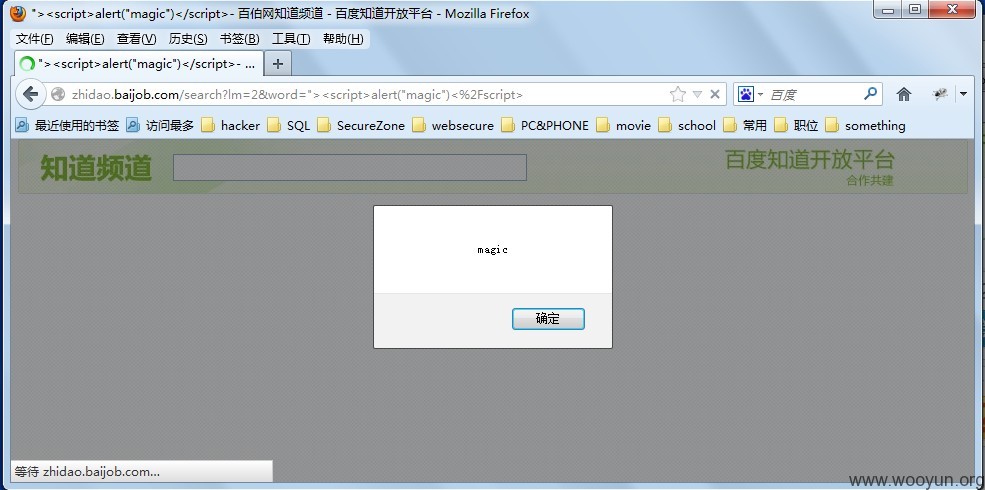 "><script>alert("magic")</script>- 百伯网知道频道 - 百度知道开放平台 - Mozilla Firefox
文件(F) 编辑(E) 查看(V) 历史(S) 书签(B) 工具(T) 帮助(H)
"><script>alert("magic")</script>- ...
zhidao.baijob.com/search?lm=2&word="><script>alert("magic")<%2Fscript> 百度
最近使用的书签 访问最多 hacker SQL SecureZone websecure PC&PHONE movie school 常用 职位 something
知道频道 百度知道开放平台
合作共建
magic
确定
等待 zhidao.baijob.com...
www.wooyun.org